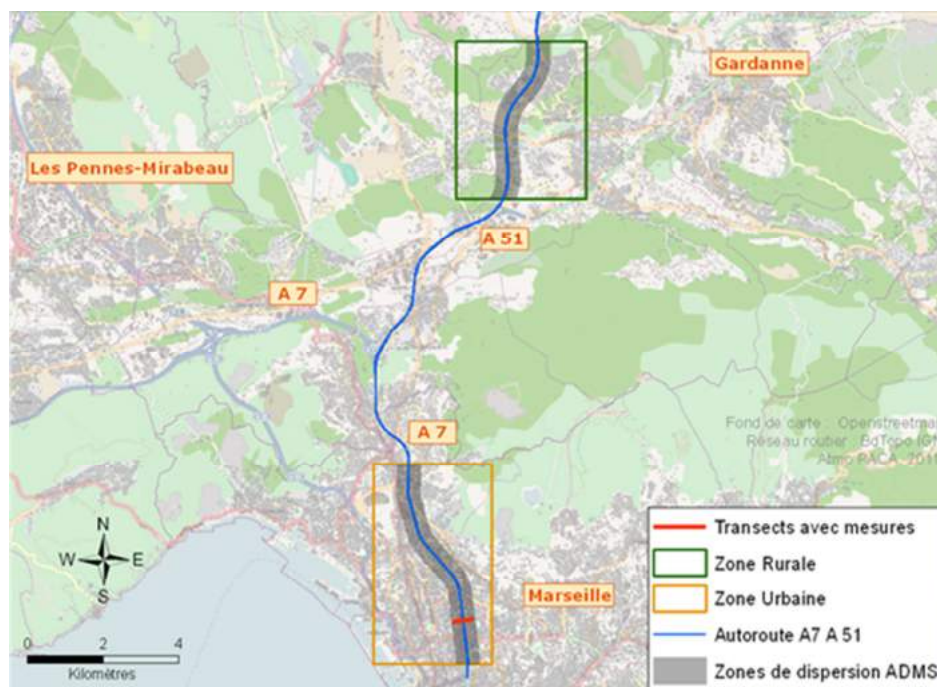 Gardanne
Les Pennes-Mirabeau
A 51
A 7
A 7
Fond de carte : Openstreetmap
Réseau routier : BdTopo IGN
Atmo PACA, 2011
N
W E
S
Marseille
0 2 4
Kilomètres
Transects avec mesures
Zone Rurale
Zone Urbaine
Autoroute A7 A 51
Zones de dispersion ADMS